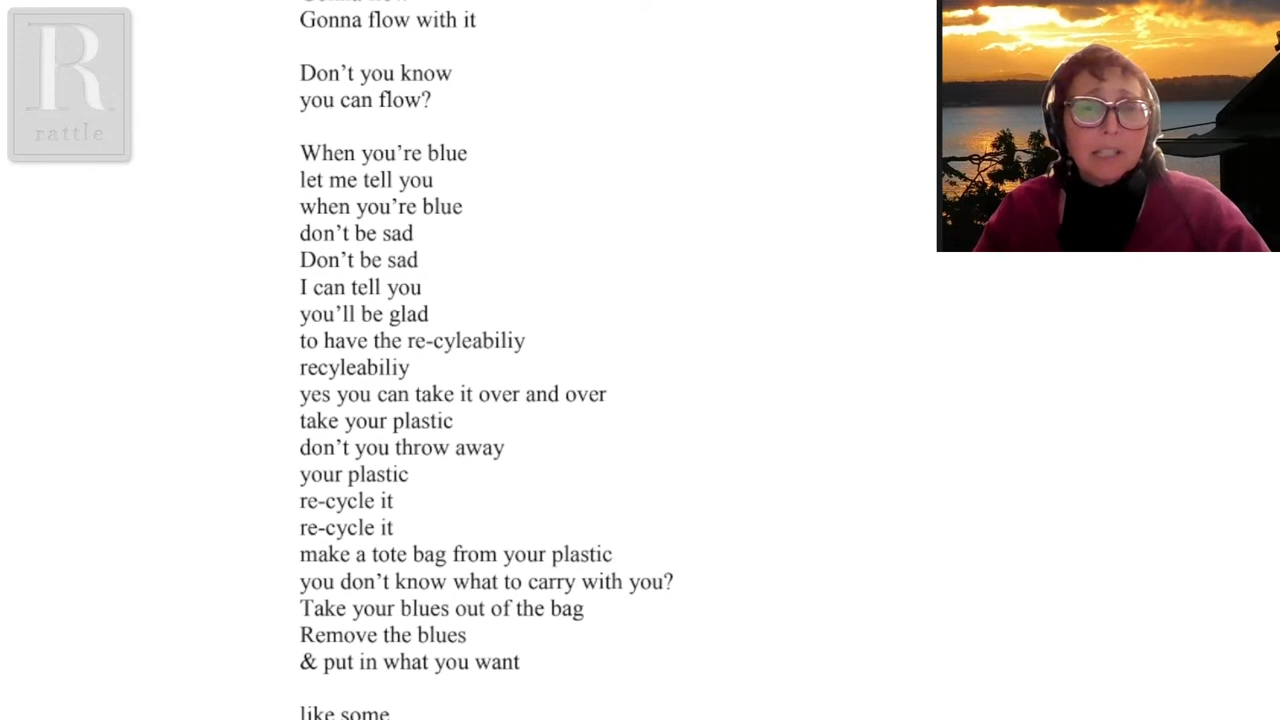 R
rattle
Gonna flow with it
Don’t you know
you can flow?
When you’re blue
let me tell you
when you’re blue
don’t be sad
Don’t be sad
I can tell you
you’ll be glad
to have the re-cyleabiliy
recyleabiliy
yes you can take it over and over
take your plastic
don’t you throw away
your plastic
re-cycle it
re-cycle it
make a tote bag from your plastic
you don’t know what to carry with you?
Take your blues out of the bag
Remove the blues
& put in what you want
like some